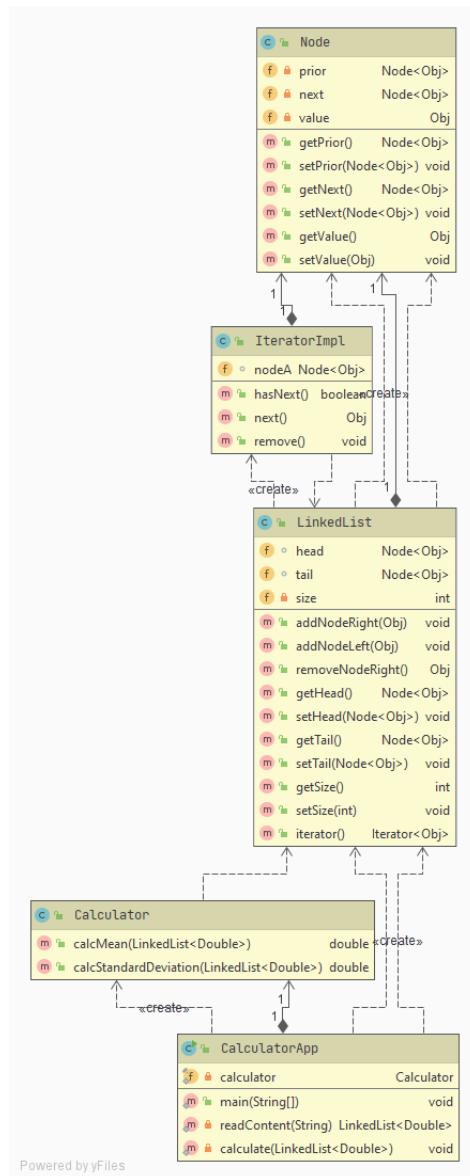 Node
prior Node<Obj>
next Node<Obj>
value Obj
getPrior() Node<Obj>
setPrior(Node<Obj>) void
getNext() Node<Obj>
setNext(Node<Obj>) void
getValue() Obj
setValue(Obj) void
1 1
1
IteratorImpl
nodeA Node<Obj>
hasNext() boolean «create»
next() Obj
remove() void
«create» 1
LinkedList
head Node<Obj>
tail Node<Obj>
size int
addNodeRight(Obj) void
addNodeLeft(Obj) void
removeNodeRight() Obj
getHead() Node<Obj>
setHead(Node<Obj>) void
getTail() Node<Obj>
setTail(Node<Obj>) void
getSize() int
setSize(int) void
iterator() Iterator<Obj>
Calculator
calcMean(LinkedList<Double>) double «create»
calcStandardDeviation(LinkedList<Double>) double
1
«create» 1
CalculatorApp
calculator Calculator
main(String[]) void
readContent(String) LinkedList<Double>
calculate(LinkedList<Double>) void
Powered by yFiles